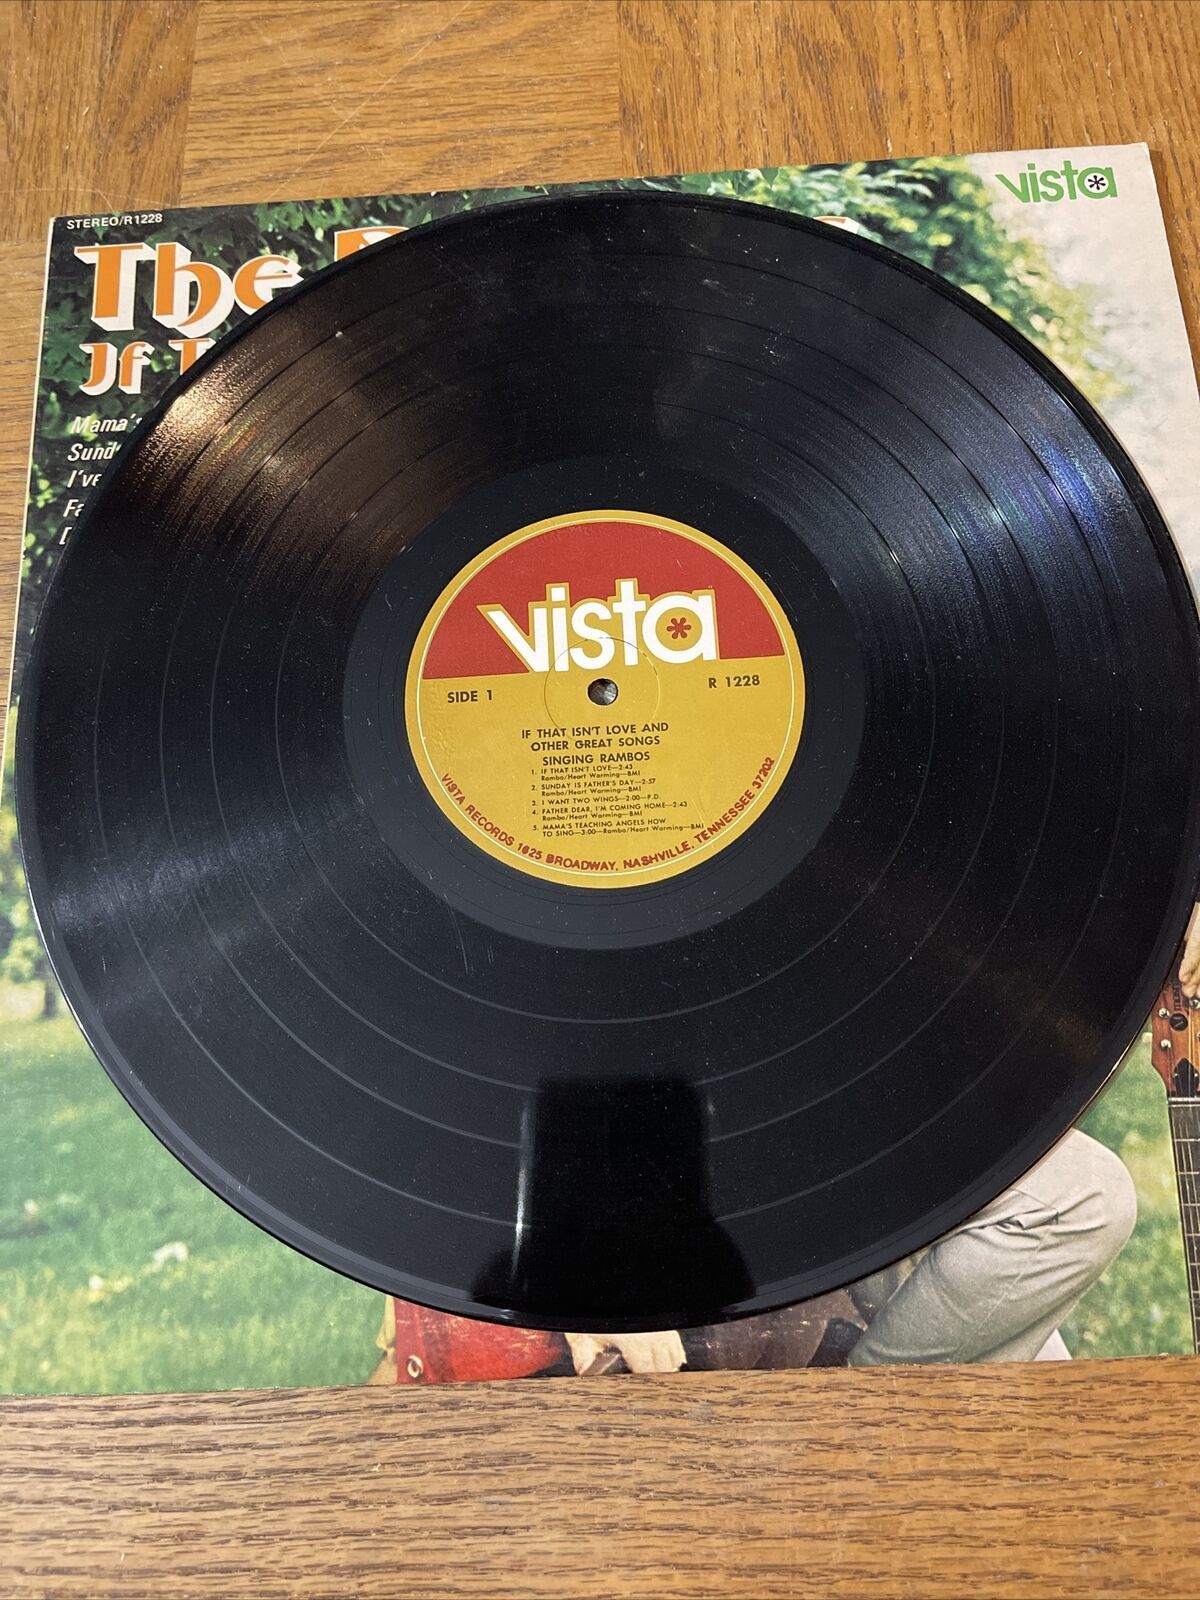 STEREO/R1228
vista
The
If
Mama's
I've
vista
SIDE 1
R 1228
IF THAT ISN'T LOVE AND
OTHER GREAT SONGS
SINGING RAMBOS
1. IF THAT ISN'T LOVE—2:43
Rambo/Heart Warming—BMI
2. SUNDAY IS FATHER'S DAY—2:57
Rambo/Heart Warming—BMI
3. I WANT TWO WINGS—2:00—P.D.
4. FATHER DEAR, I'M COMING HOME—2:43
Rambo/Heart Warming—BMI
5. MAMA'S TEACHING ANGELS HOW
TO SING—3:00—Rambo/Heart Warming—BMI
VISTA RECORDS 1625 BROADWAY, NASHVILLE, TENNESSEE 37202